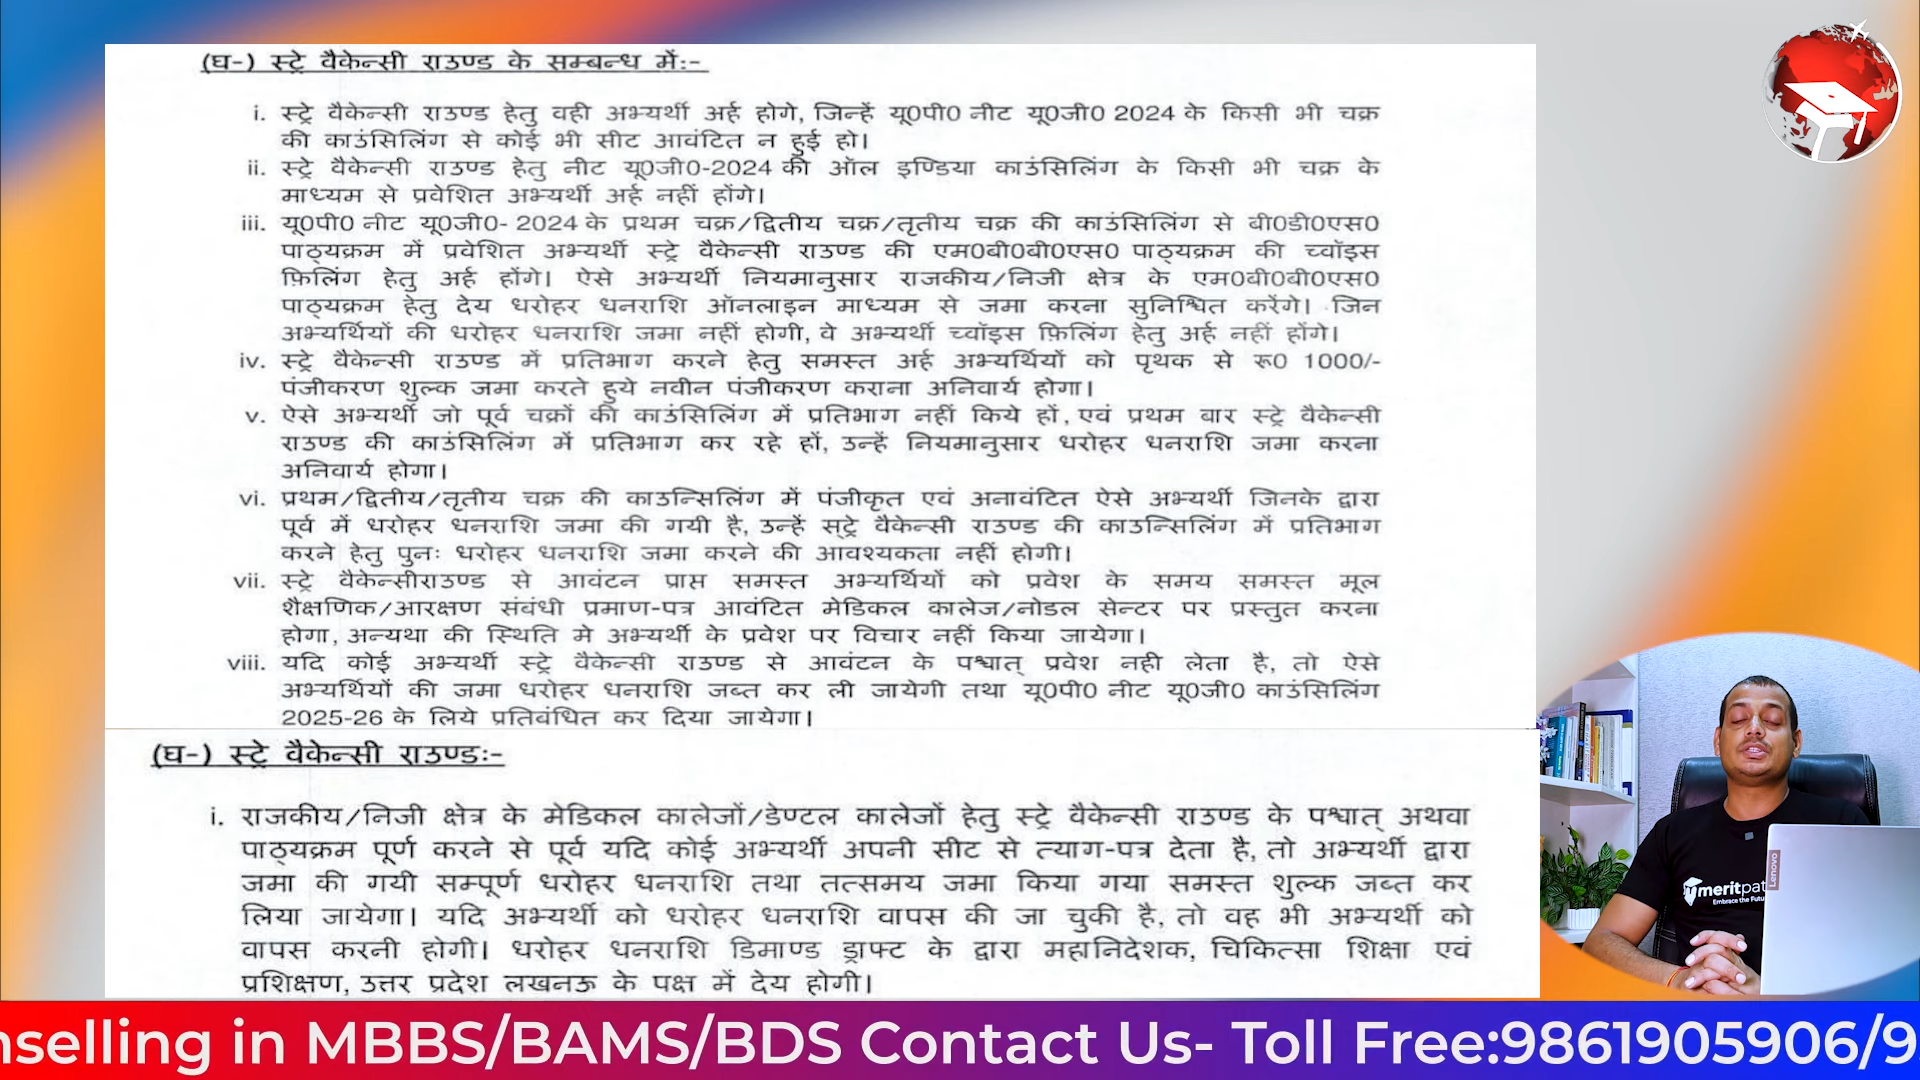 (घ-) स्ट्रे वैकेन्सी राउण्ड के सम्बन्ध में:-
i. स्ट्रे वैकेन्सी राउण्ड हेतु वही अभ्यर्थी अर्ह होगे, जिन्हें यू0पी0 नीट यू0जी0 2024 के किसी भी चक्र
की काउंसिलिंग से कोई भी सीट आवंटित न हुई हो।
ii. स्ट्रे वैकेन्सी राउण्ड हेतु नीट यू0जी0-2024 की ऑल इण्डिया काउंसिलिंग के किसी भी चक्र के
माध्यम से प्रवेशित अभ्यर्थी अर्ह नहीं होंगे।
iii. यू0पी0 नीट यू0जी0- 2024 के प्रथम चक्र/द्वितीय चक्र/तृतीय चक्र की काउंसिलिंग से बी0डी0एस0
पाठ्यक्रम में प्रवेशित अभ्यर्थी स्ट्रे वैकेन्सी राउण्ड की एम0बी0बी0एस0 पाठ्यक्रम की च्वॉइस
फ़िलिंग हेतु अर्ह होंगे। ऐसे अभ्यर्थी नियमानुसार राजकीय/निजी क्षेत्र के एम0बी0बी0एस0
पाठ्यक्रम हेतु देय धरोहर धनराशि ऑनलाइन माध्यम से जमा करना सुनिश्चित करेंगे। जिन
अभ्यर्थियों की धरोहर धनराशि जमा नहीं होगी, वे अभ्यर्थी च्वॉइस फ़िलिंग हेतु अर्ह नहीं होंगे।
iv. स्ट्रे वैकेन्सी राउण्ड में प्रतिभाग करने हेतु समस्त अर्ह अभ्यर्थियों को पृथक से रू0 1000/-
पंजीकरण शुल्क जमा करते हुये नवीन पंजीकरण कराना अनिवार्य होगा।
v. ऐसे अभ्यर्थी जो पूर्व चक्रों की काउंसिलिंग में प्रतिभाग नहीं किये हों, एवं प्रथम बार स्ट्रे वैकेन्सी
राउण्ड की काउंसिलिंग में प्रतिभाग कर रहे हों, उन्हें नियमानुसार धरोहर धनराशि जमा करना
अनिवार्य होगा।
vi. प्रथम/द्वितीय/तृतीय चक्र की काउन्सिलिंग में पंजीकृत एवं अनावंटित ऐसे अभ्यर्थी जिनके द्वारा
पूर्व में धरोहर धनराशि जमा की गयी है, उन्हें स्ट्रे वैकेन्सी राउण्ड की काउन्सिलिंग में प्रतिभाग
करने हेतु पुनः धरोहर धनराशि जमा करने की आवश्यकता नहीं होगी।
vii. स्ट्रे वैकेन्सीराउण्ड से आवंटन प्राप्त समस्त अभ्यर्थियों को प्रवेश के समय समस्त मूल
शैक्षणिक/आरक्षण संबंधी प्रमाण-पत्र आवंटित मेडिकल कालेज/नोडल सेन्टर पर प्रस्तुत करना
होगा, अन्यथा की स्थिति मे अभ्यर्थी के प्रवेश पर विचार नहीं किया जायेगा।
viii. यदि कोई अभ्यर्थी स्ट्रे वैकेन्सी राउण्ड से आवंटन के पश्चात् प्रवेश नही लेता है, तो ऐसे
अभ्यर्थियों की जमा धरोहर धनराशि जब्त कर ली जायेगी तथा यू0पी0 नीट यू0जी0 काउंसिलिंग
2025-26 के लिये प्रतिबंधित कर दिया जायेगा।
(घ-) स्ट्रे वैकेन्सी राउण्ड:-
i. राजकीय/निजी क्षेत्र के मेडिकल कालेजों/डेण्टल कालेजों हेतु स्ट्रे वैकेन्सी राउण्ड के पश्चात् अथवा
पाठ्यक्रम पूर्ण करने से पूर्व यदि कोई अभ्यर्थी अपनी सीट से त्याग-पत्र देता है, तो अभ्यर्थी द्वारा
जमा की गयी सम्पूर्ण धरोहर धनराशि तथा तत्समय जमा किया गया समस्त शुल्क जब्त कर
लिया जायेगा। यदि अभ्यर्थी को धरोहर धनराशि वापस की जा चुकी है, तो वह भी अभ्यर्थी को
वापस करनी होगी। धरोहर धनराशि डिमाण्ड ड्राफ्ट के द्वारा महानिदेशक, चिकित्सा शिक्षा एवं
प्रशिक्षण, उत्तर प्रदेश लखनऊ के पक्ष में देय होगी।
Lenovo
meritpat
Embrace the Futu
nselling in MBBS/BAMS/BDS Contact Us- Toll Free:9861905906/9